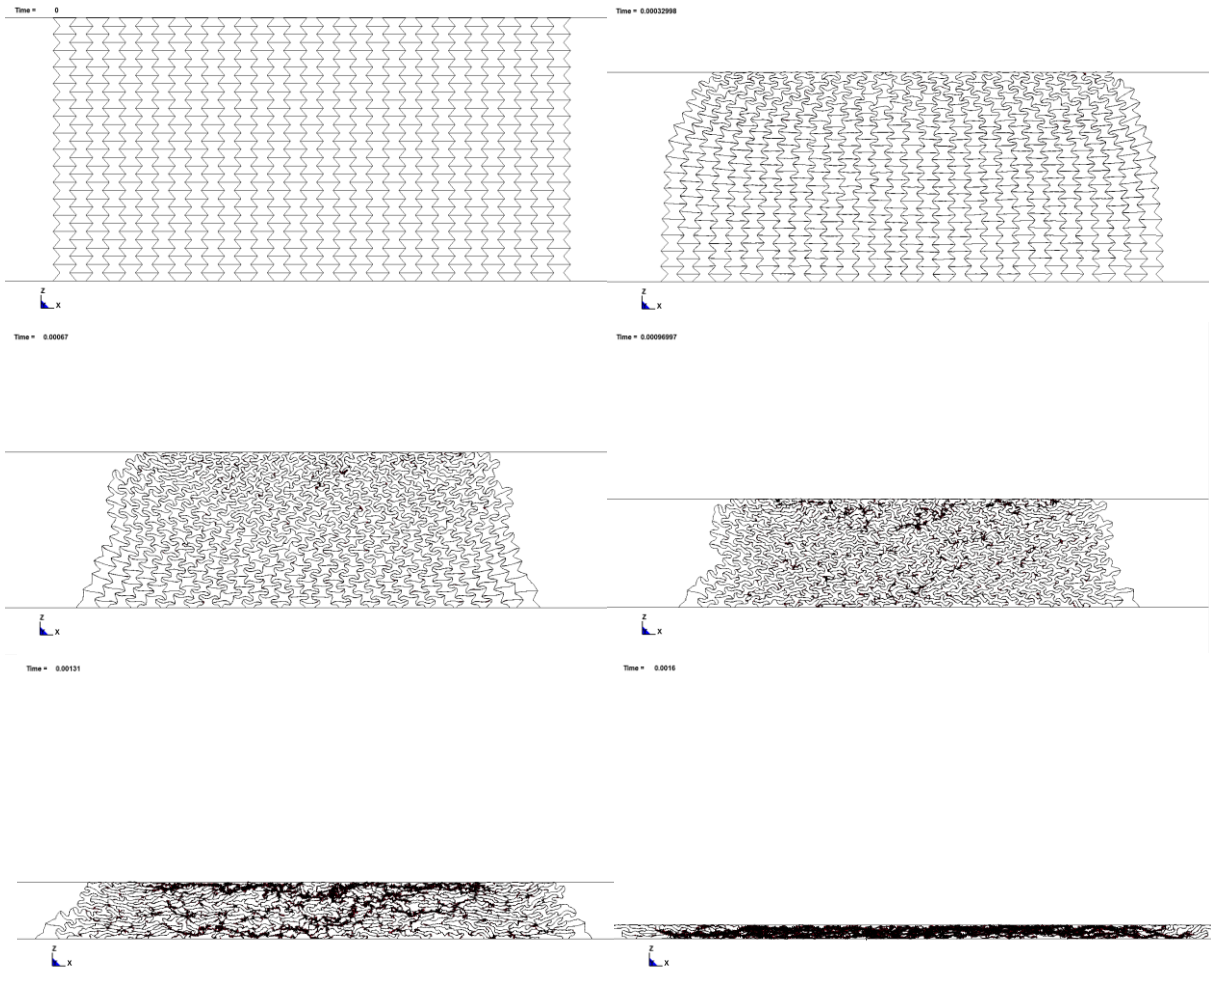 Time = 0
Z
X
Time = 0.00032998
Z
X
Time = 0.00067
Z
X
Time = 0.00096997
Z
X
Time = 0.00131
Z
X
Time = 0.0016
Z
X